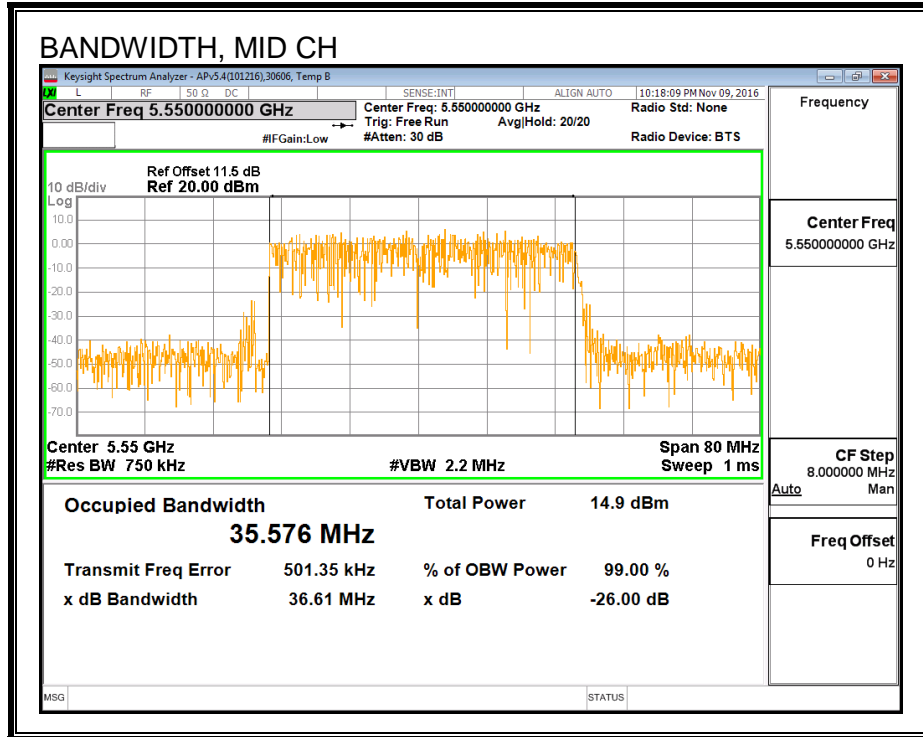 BANDWIDTH, MID CH
Keysight Spectrum Analyzer - APv5.4(101216),30606, Temp B
LXI L RF 50 Ω DC SENSE:INT ALIGN AUTO 10:18:09 PM Nov 09, 2016
Center Freq 5.550000000 GHz
Center Freq: 5.550000000 GHz
Radio Std: None
Trig: Free Run Avg|Hold: 20/20
#IFGain:Low
#Atten: 30 dB
Radio Device: BTS
Frequency
Ref Offset 11.5 dB
10 dB/div Ref 20.00 dBm
Log
10.0
0.00
-10.0
-20.0
-30.0
-40.0
-50.0
-60.0
-70.0
Center 5.55 GHz
Span 80 MHz
#Res BW 750 kHz
#VBW 2.2 MHz
Sweep 1 ms
Occupied Bandwidth
35.576 MHz
Total Power 14.9 dBm
Transmit Freq Error 501.35 kHz
% of OBW Power 99.00 %
x dB Bandwidth 36.61 MHz
x dB -26.00 dB
Center Freq
5.550000000 GHz
CF Step
8.000000 MHz
Auto Man
Freq Offset
0 Hz
MSG
STATUS